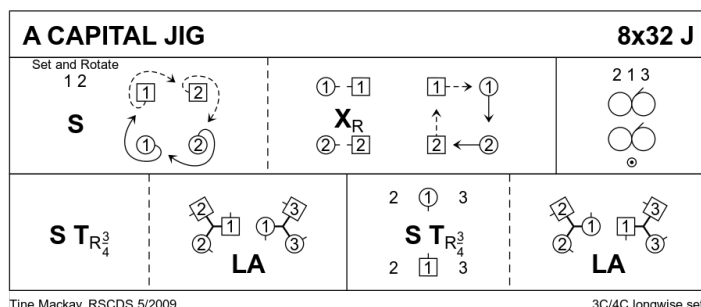 A CAPITAL JIG 8x32 J
Set and Rotate
1 2
S
1 2
1 2
1 1
X R
2 2
1 1
2 2
2 1 3
S T R 3/4
2 1 3
2 1 3
LA
2 1 3
S T R 3/4
2 1 3
2 1 1 3
2 3
LA
Tine Mackay, RSCDS 5/2009 3C/4C longwise set